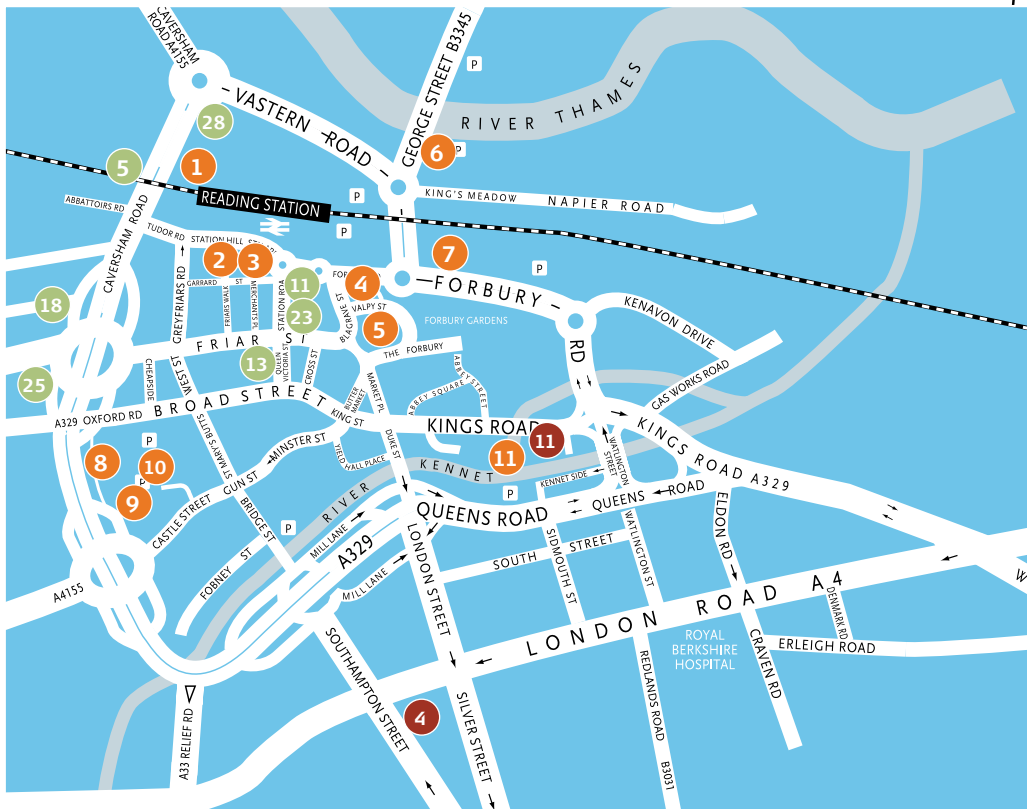 CAVERSHAM
ROAD A4155
GEORGE STREET B3345
P
VASTERN ROAD
RIVER THAMES
28
6
P
5
1
READING STATION
P
KING'S MEADOW
NAPIER ROAD
ABBATTOIRS RD
CAVERSHAM ROAD
TUDOR RD
STATION HILL
P
2
3
7
P
GARRARD ST
11
4
FORBURY RD
18
GREYFRIARS RD
FRIARS WALK
MERCHANTS PL
STATION ROA
BLAGRAVE ST
VALPY ST
23
5
FORBURY GARDENS
KENAVON DRIVE
FRIAR ST
THE FORBURY
25
CHEAPSIDE
WEST ST
13
QUEEN
VICTORIA ST
CROSS ST
MARKET PL
ABBEY SQUARE
ABBEY STREET
GAS WORKS ROAD
A329 OXFORD RD
BROAD STREET
BUTTER
MARKET
KING ST
KINGS ROAD
11
KINGS ROAD A329
ST MARY'S BUTTS
MINSTER ST
YIELD
HALL PLACE
DUKE ST
WATLINGTON
STREET
P
8
10
P
9
11
GUN ST
CASTLE STREET
RIVER KENNET
KENNET SIDE
P
QUEENS ROAD
QUEENS ROAD
ELDON RD
BRIDGE ST
P
MILL LANE
A329
FOBNEY ST
MILL LANE
LONDON STREET
SOUTH STREET
SIDMOUTH ST
WATLINGTON ST
A4155
LONDON ROAD A4
DENMARK RD
W
SOUTHAMPTON STREET
ROYAL
BERKSHIRE
HOSPITAL
CRAVEN RD
ERLEIGH ROAD
REDLANDS ROAD
B3031
4
SILVER STREET
A33 RELIEF RD